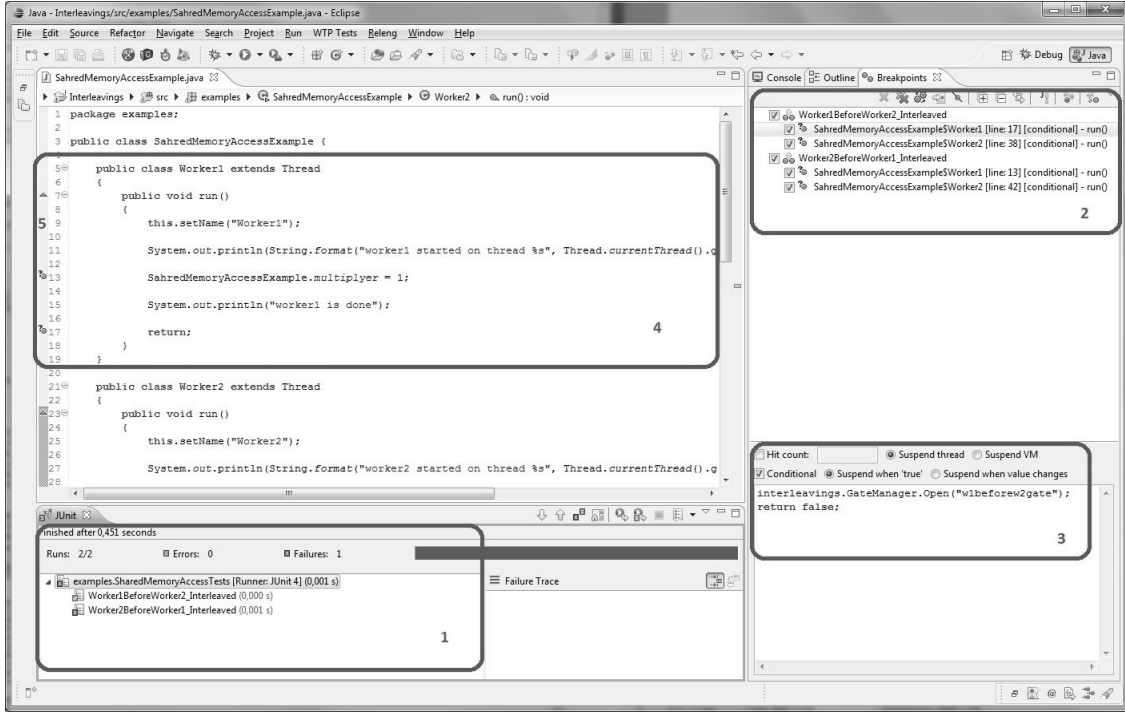 Java - Interleavings/src/examples/SahredMemoryAccessExample.java - Eclipse
File Edit Source Refactor Navigate Search Project Run WTP Tests Releng Window Help
Debug Java
SahredMemoryAccessExample.java
Interleavings src examples SahredMemoryAccessExample Worker2 run() : void
1 package examples;
2
3 public class SahredMemoryAccessExample {
5 public class Worker1 extends Thread
6 {
7 public void run()
8 {
5 9 this.setName("Worker1");
10
11 System.out.println(String.format("worker1 started on thread %s", Thread.currentThread().g
12
13 SahredMemoryAccessExample.multiplyer = 1;
14
15 System.out.println("worker1 is done");
16
17 return;
4
18 }
19 }
20
21 public class Worker2 extends Thread
22 {
23 public void run()
24 {
25 this.setName("Worker2");
26
27 System.out.println(String.format("worker2 started on thread %s", Thread.currentThread().g
28
Console Outline Breakpoints
Worker1BeforeWorker2_Interleaved
SahredMemoryAccessExample$Worker1 [line: 17] [conditional] - run()
SahredMemoryAccessExample$Worker2 [line: 38] [conditional] - run()
Worker2BeforeWorker1_Interleaved
SahredMemoryAccessExample$Worker1 [line: 13] [conditional] - run()
SahredMemoryAccessExample$Worker2 [line: 42] [conditional] - run()
2
Hit count: Suspend thread Suspend VM
Conditional Suspend when 'true' Suspend when value changes
interleavings.GateManager.Open("w1beforew2gate");
return false;
3
JUnit
Finished after 0,451 seconds
Runs: 2/2 Errors: 0 Failures: 1
examples.SharedMemoryAccessTests [Runner: JUnit 4] (0,001 s)
Worker1BeforeWorker2_Interleaved (0,000 s)
Worker2BeforeWorker1_Interleaved (0,001 s)
1
Failure Trace